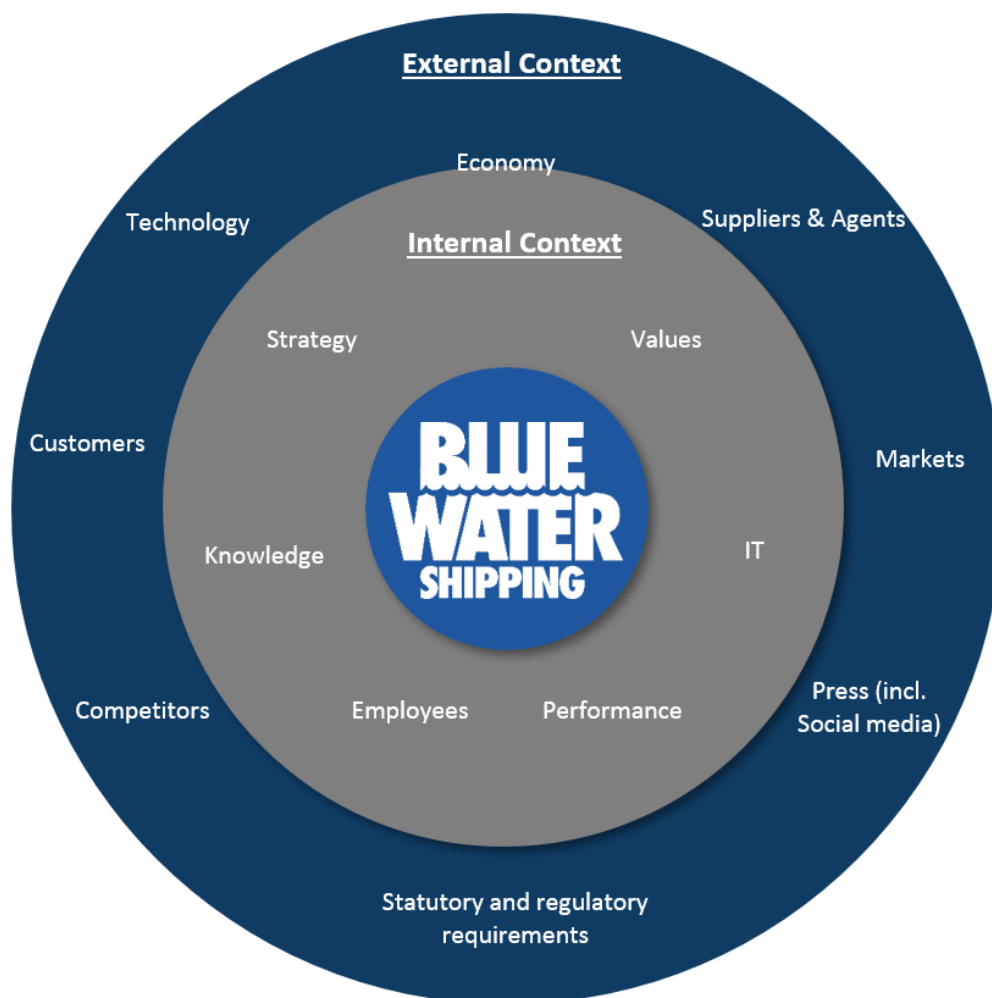 External Context
Economy
Technology
Suppliers & Agents
Internal Context
Strategy
Values
Customers
Markets
BLUE
WATER
SHIPPING
Knowledge
IT
Competitors
Employees
Performance
Press (incl.
Social media)
Statutory and regulatory
requirements